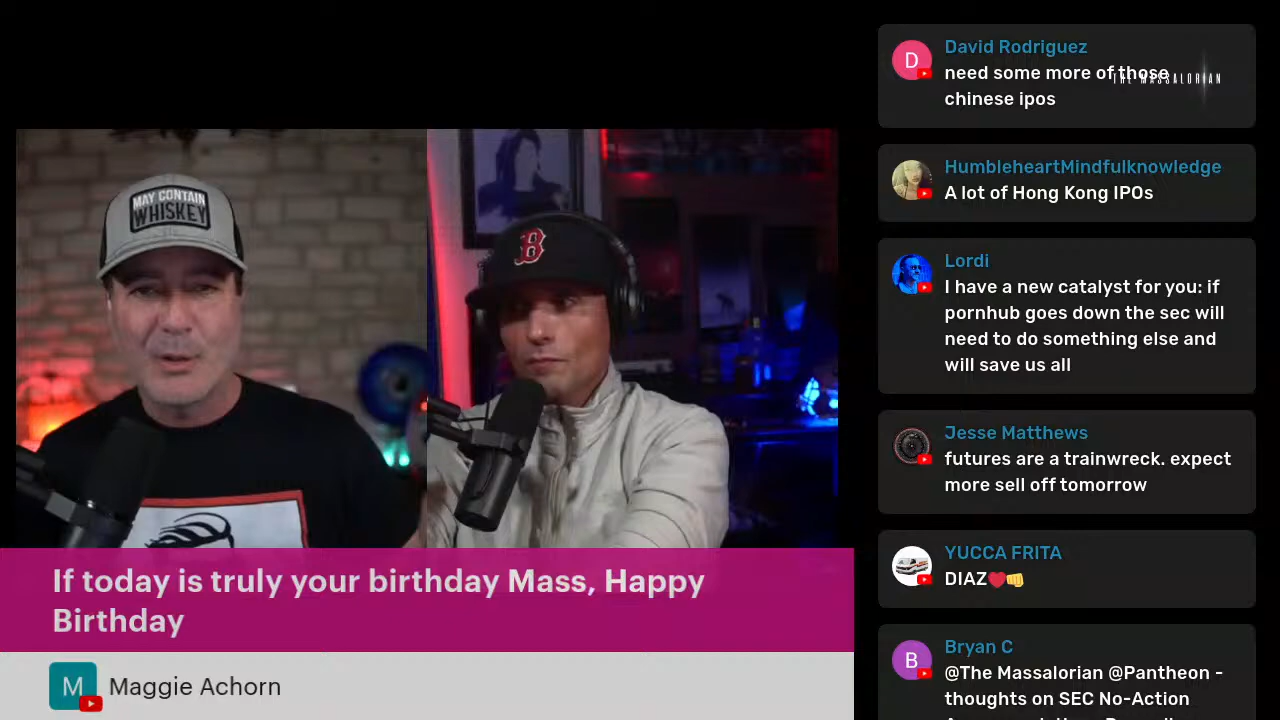 David Rodriguez
need some more of those
chinese ipos
THE MASSALORIAN
HumbleheartMindfulknowledge
A lot of Hong Kong IPOs
Lordi
I have a new catalyst for you: if
pornhub goes down the sec will
need to do something else and
will save us all
Jesse Matthews
futures are a trainwreck. expect
more sell off tomorrow
YUCCA FRITA
DIAZ❤️👊
B
Bryan C
@The Massalorian @Pantheon -
thoughts on SEC No-Action
MAY CONTAIN
WHISKEY
B
If today is truly your birthday Mass, Happy
Birthday
M
Maggie Achorn
D